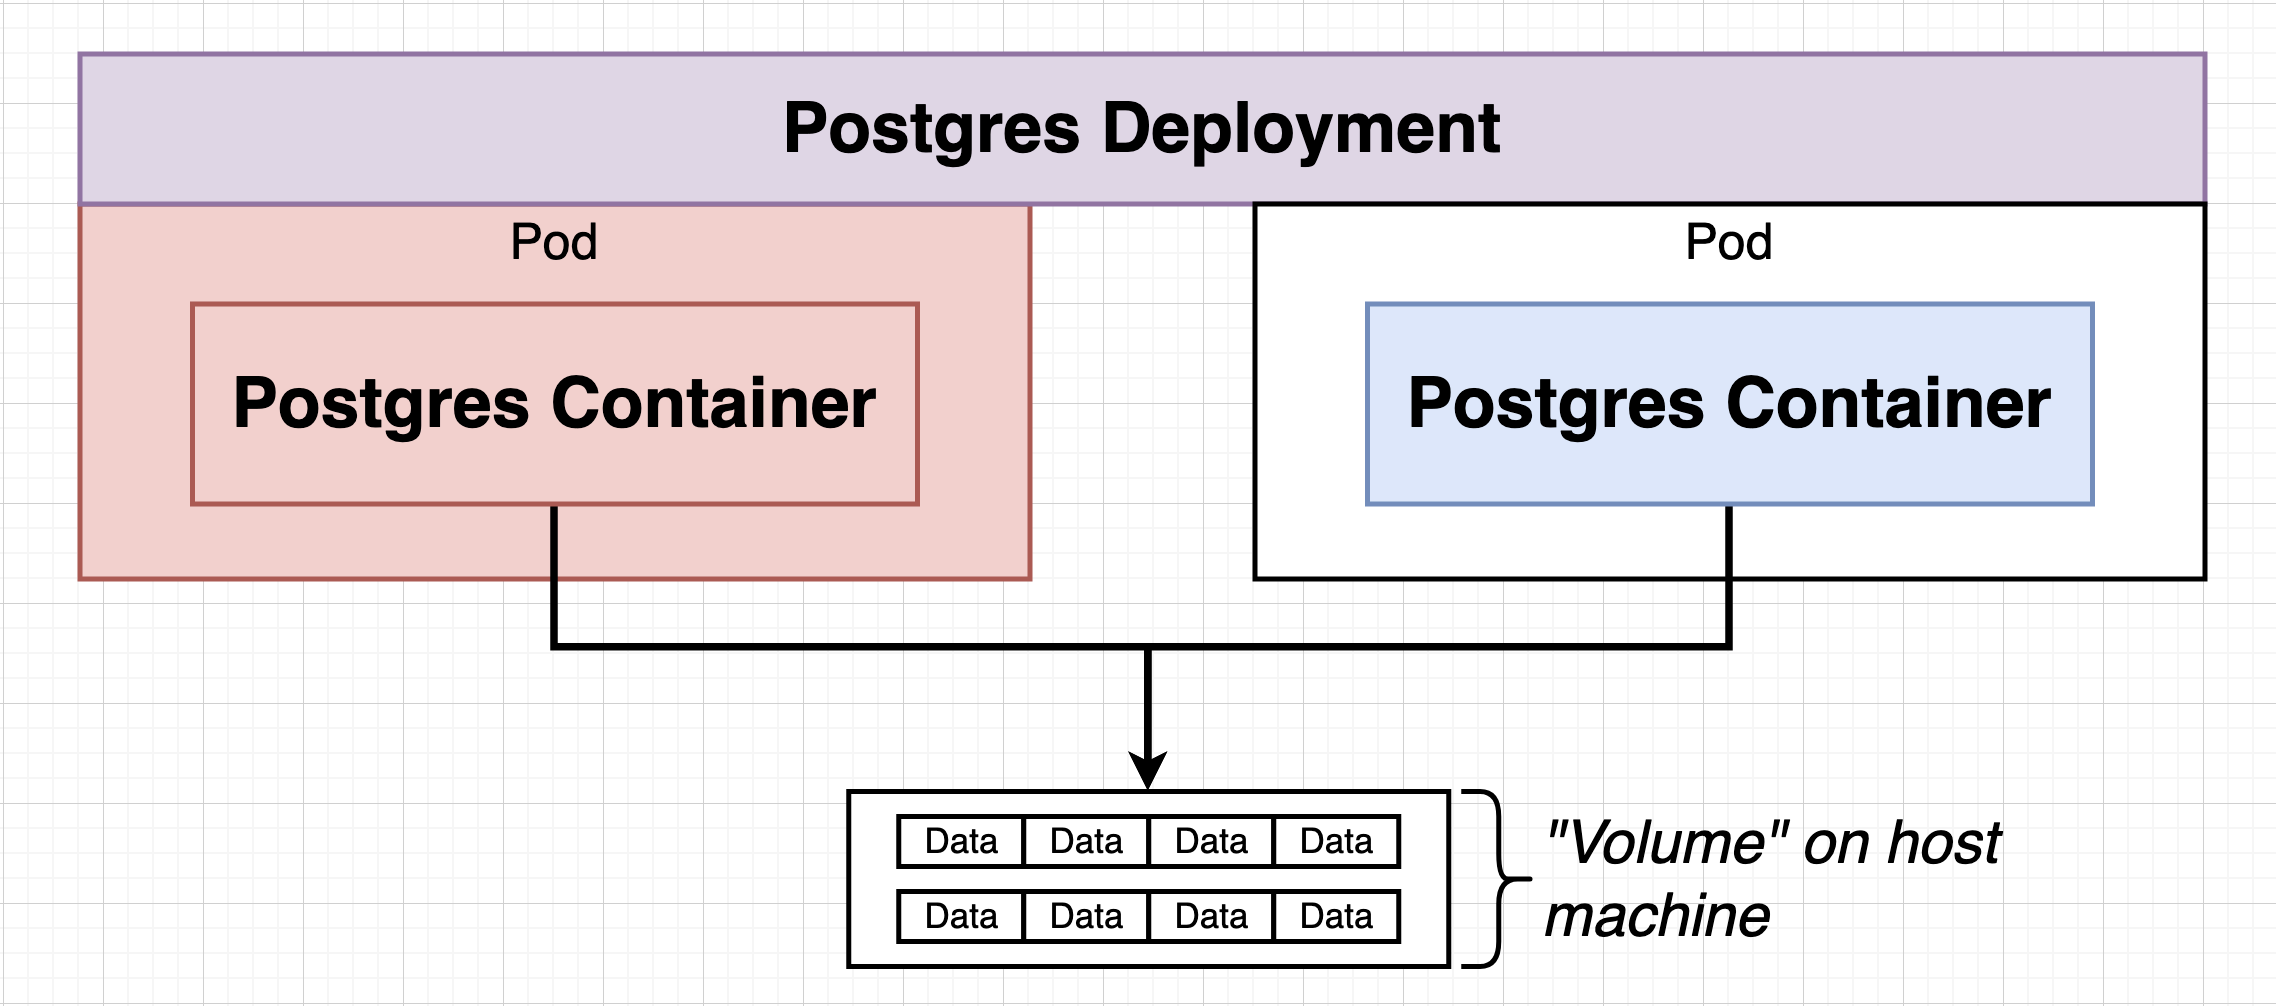 Postgres Deployment
Pod
Pod
Postgres Container
Postgres Container
Data Data Data Data
Data Data Data Data
"Volume" on host
machine